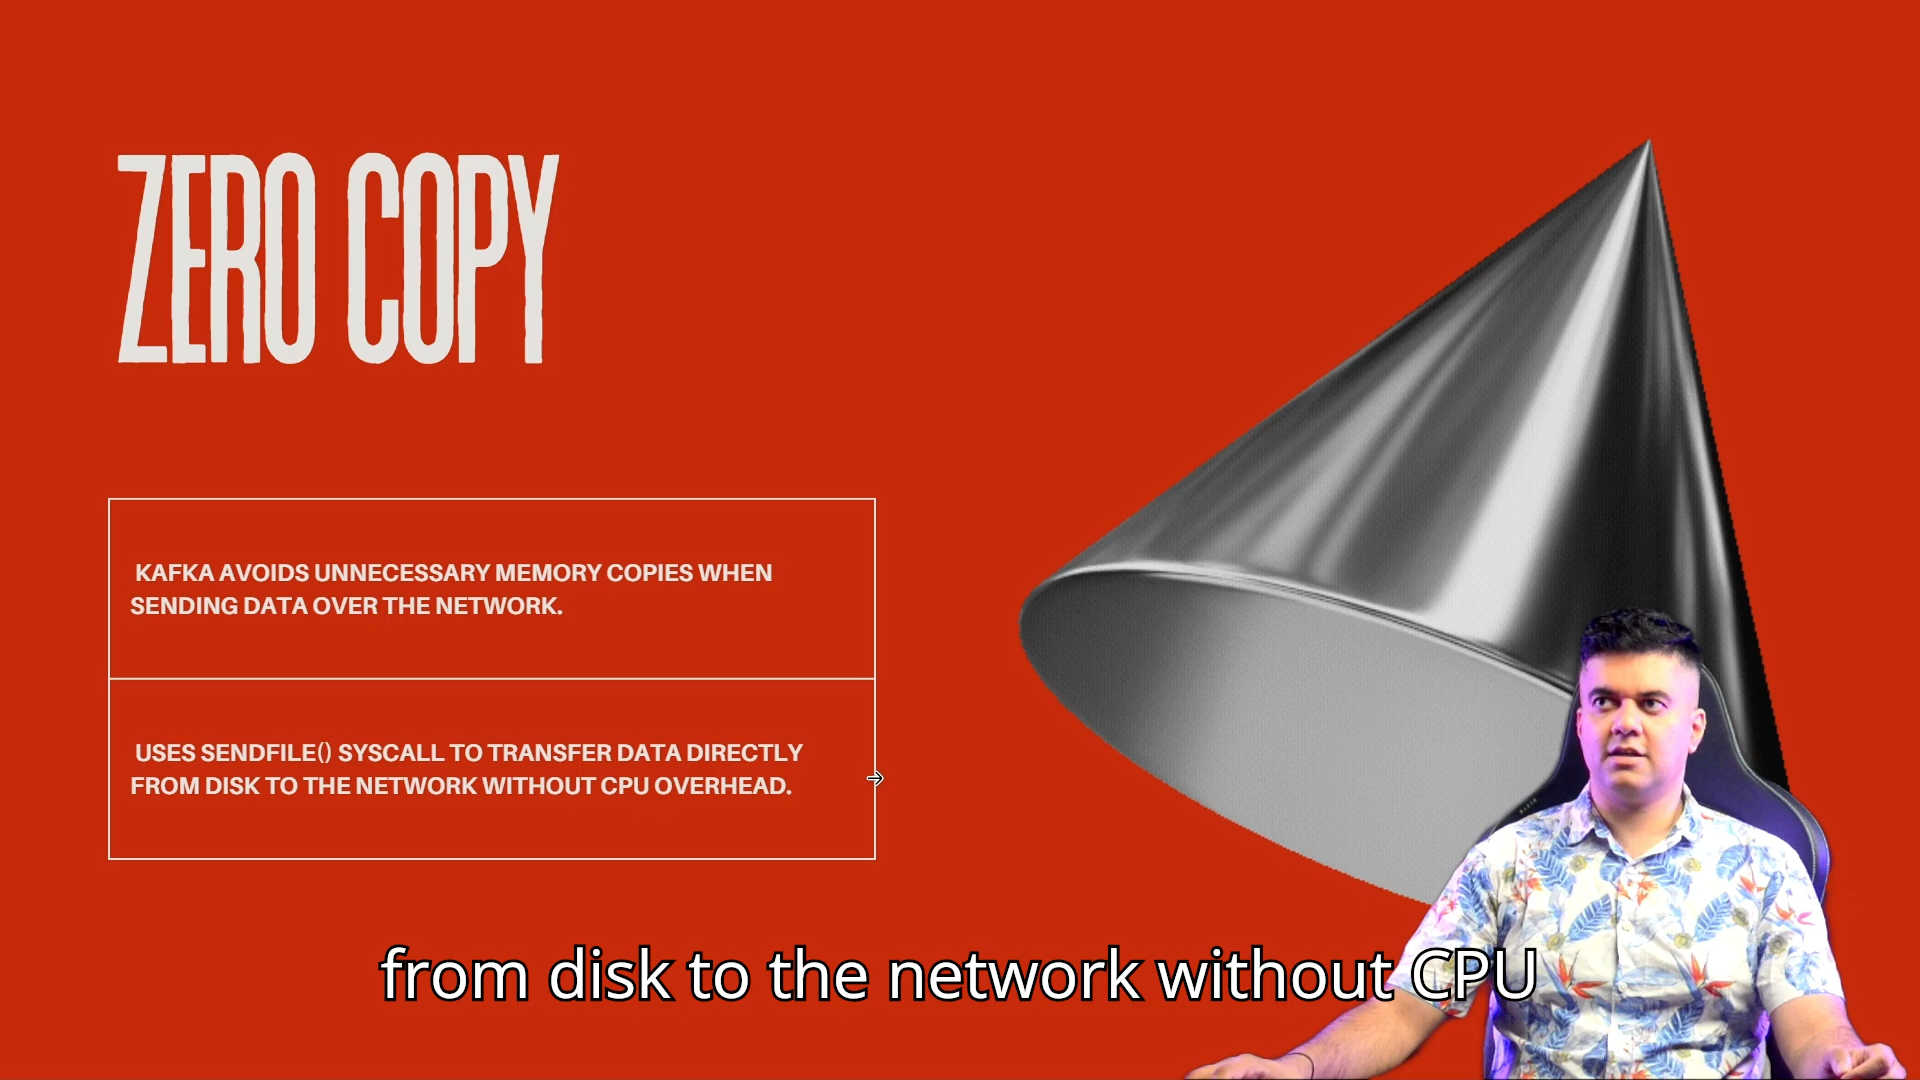 ZERO COPY
KAFKA AVOIDS UNNECESSARY MEMORY COPIES WHEN
SENDING DATA OVER THE NETWORK.
USES SENDFILE() SYSCALL TO TRANSFER DATA DIRECTLY
FROM DISK TO THE NETWORK WITHOUT CPU OVERHEAD.
from disk to the network without CPU